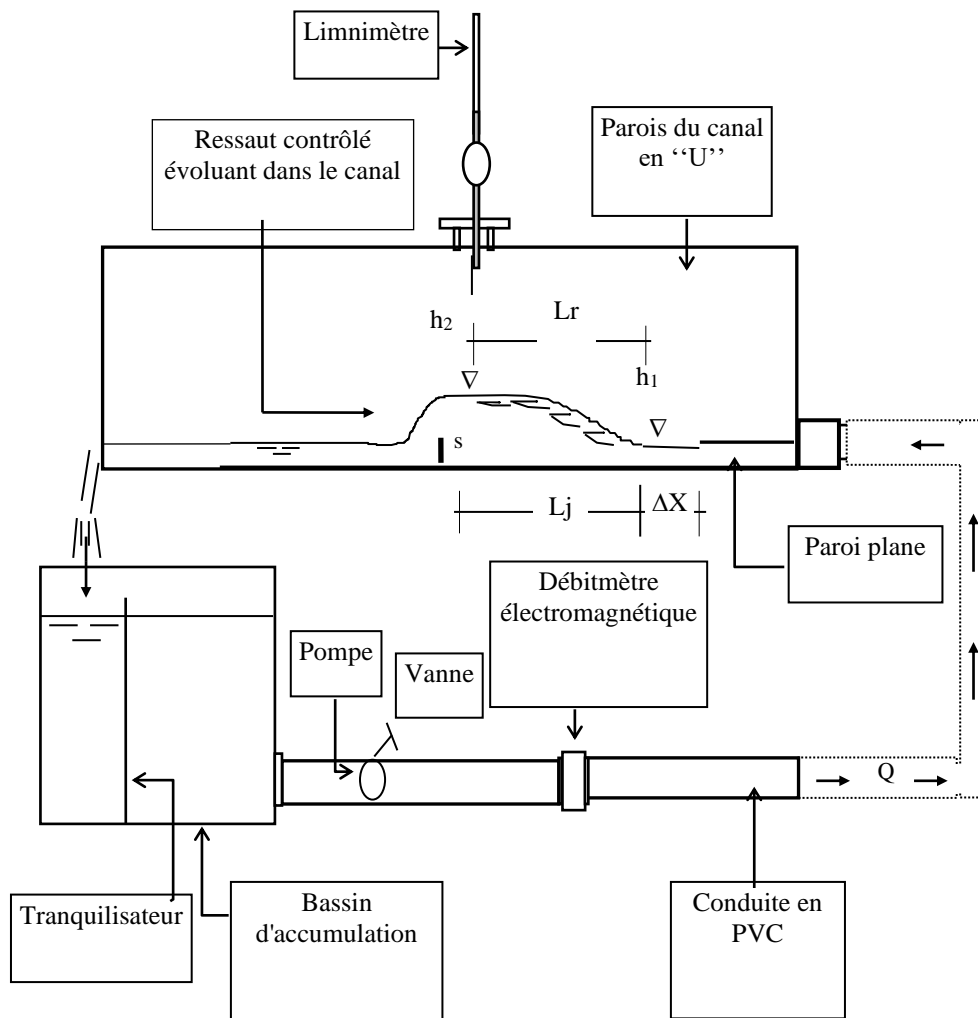 Limnimètre
Ressaut contrôlé
évoluant dans le canal
Parois du canal
en ‘‘U’’
h2
Lr
h1
∇
∇
s
Lj
ΔX
Paroi plane
Débitmètre
électromagnétique
Pompe
Vanne
Q
Tranquilisateur
Bassin
d'accumulation
Conduite en
PVC